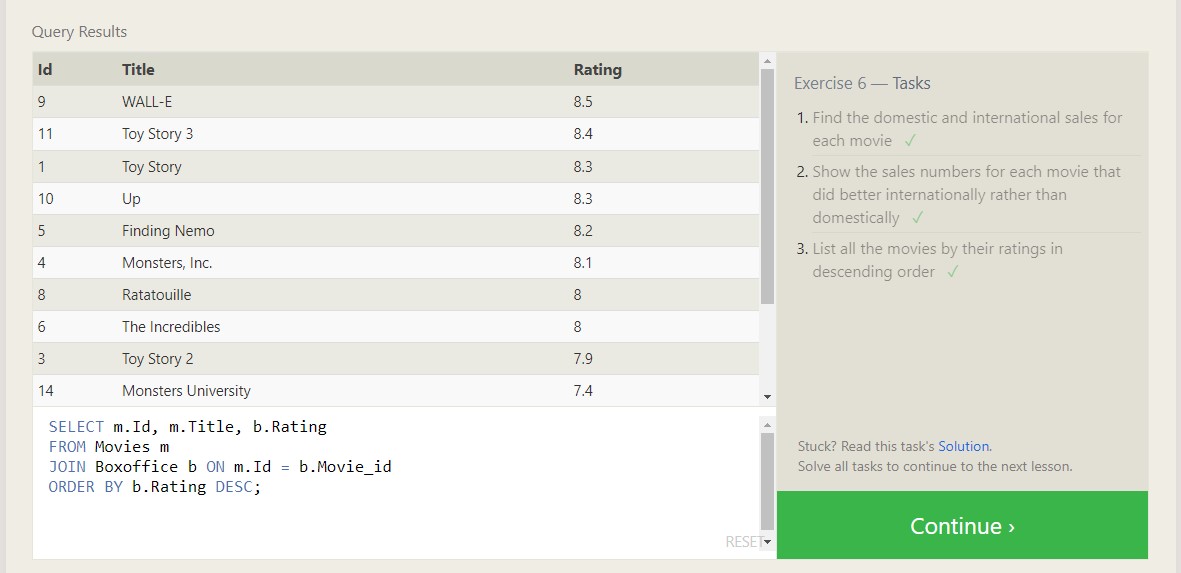 Query Results
Id Title Rating
9 WALL-E 8.5
11 Toy Story 3 8.4
1 Toy Story 8.3
10 Up 8.3
5 Finding Nemo 8.2
4 Monsters, Inc. 8.1
8 Ratatouille 8
6 The Incredibles 8
3 Toy Story 2 7.9
14 Monsters University 7.4
SELECT m.Id, m.Title, b.Rating
FROM Movies m
JOIN Boxoffice b ON m.Id = b.Movie_id
ORDER BY b.Rating DESC;
RESET
Exercise 6 — Tasks
1. Find the domestic and international sales for
each movie ✓
2. Show the sales numbers for each movie that
did better internationally rather than
domestically ✓
3. List all the movies by their ratings in
descending order ✓
Stuck? Read this task's Solution.
Solve all tasks to continue to the next lesson.
Continue ›